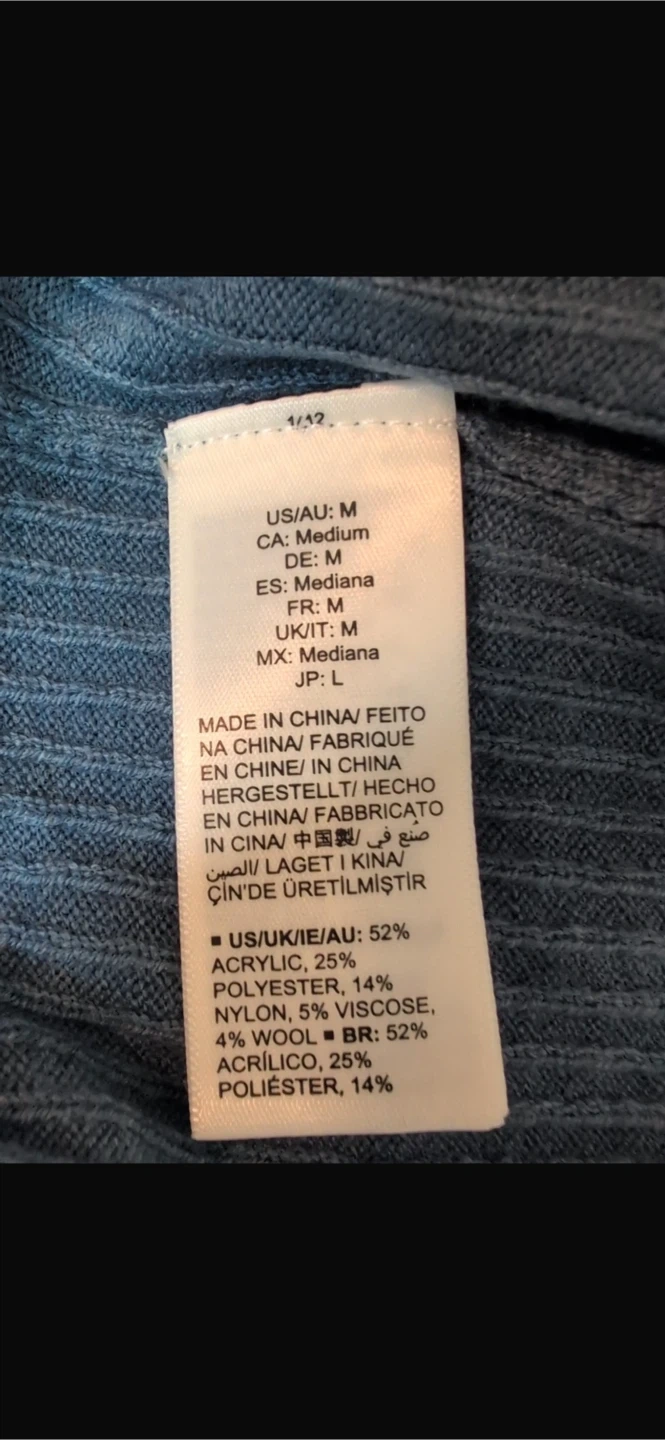 1/12
US/AU: M
CA: Medium
DE: M
ES: Mediana
FR: M
UK/IT: M
MX: Mediana
JP: L
MADE IN CHINA/ FEITO
NA CHINA/ FABRIQUÉ
EN CHINE/ IN CHINA
HERGESTELLT/ HECHO
EN CHINA/ FABBRICATO
IN CINA/ 中国製/ صُنع في
الصين/ LAGET I KINA/
ÇİN'DE ÜRETİLMİŞTİR
▪ US/UK/IE/AU: 52%
ACRYLIC, 25%
POLYESTER, 14%
NYLON, 5% VISCOSE,
4% WOOL ▪ BR: 52%
ACRÍLICO, 25%
POLIÉSTER, 14%